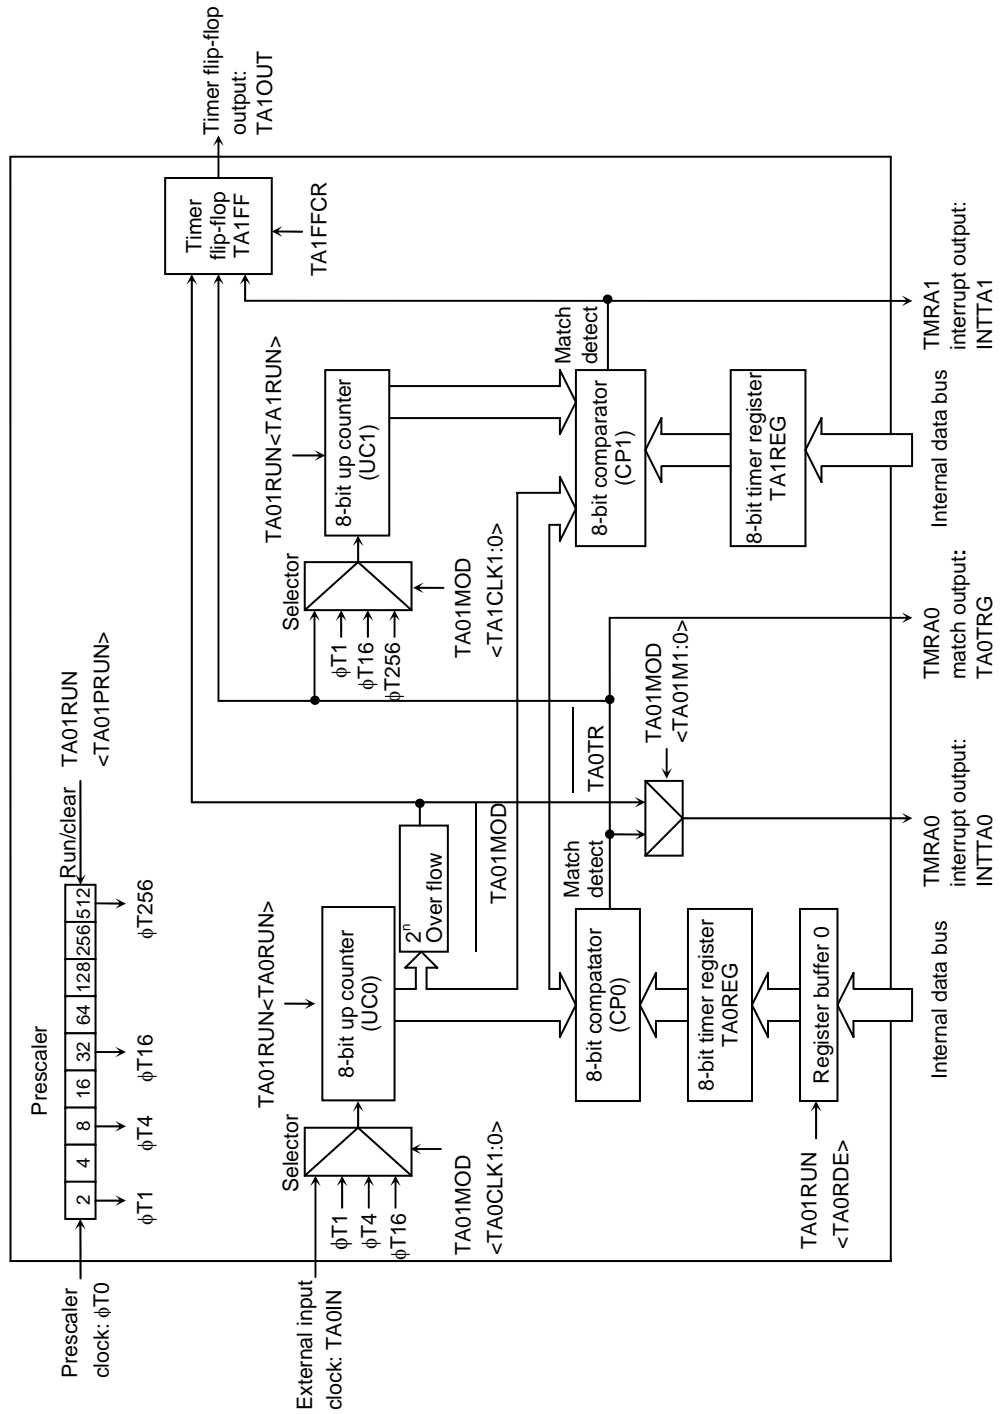 Prescaler
Prescaler
clock: ϕT0
2
4
8
16
32
64
128
256
512
Run/clear
TA01RUN
<TA01PRUN>
ϕT1
ϕT4
ϕT16
ϕT256
External input
clock: TA0IN
Selector
ϕT1
ϕT4
ϕT16
TA01MOD
<TA0CLK1:0>
TA01RUN<TA0RUN>
8-bit up counter
(UC0)
2ⁿ
Over flow
TA01MOD
Selector
ϕT1
ϕT16
ϕT256
TA01MOD
<TA1CLK1:0>
TA01RUN<TA1RUN>
8-bit up counter
(UC1)
Timer
flip-flop
TA1FF
TA1FFCR
Timer flip-flop
output:
TA1OUT
8-bit compatator
(CP0)
Match
detect
TA0TR
8-bit comparator
(CP1)
Match
detect
TA01MOD
<TA01M1:0>
8-bit timer register
TA0REG
8-bit timer register
TA1REG
TA01RUN
<TA0RDE>
Register buffer 0
Internal data bus
TMRA0
interrupt output:
INTTA0
TMRA0
match output:
TA0TRG
Internal data bus
TMRA1
interrupt output:
INTTA1